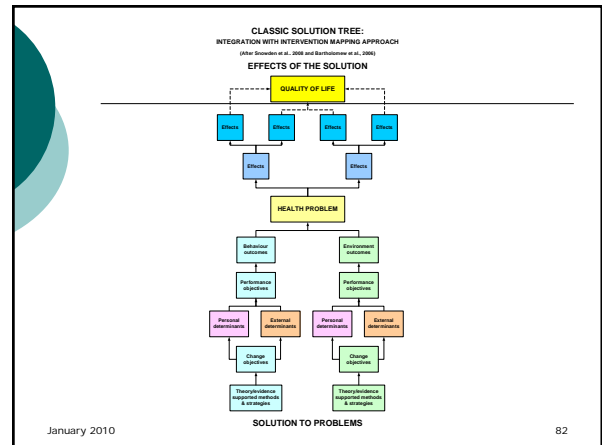 CLASSIC SOLUTION TREE:
INTEGRATION WITH INTERVENTION MAPPING APPROACH
(After Snowden et al., 2008 and Bartholomew et al., 2006)
EFFECTS OF THE SOLUTION
QUALITY OF LIFE
Effects Effects Effects Effects
Effects Effects
HEALTH PROBLEM
Behaviour Environment
outcomes outcomes
Performance Performance
objectives objectives
Personal External Personal External
determinants determinants determinants determinants
Change Change
objectives objectives
Theory/evidence Theory/evidence
supported methods supported methods
& strategies & strategies
SOLUTION TO PROBLEMS
January 2010 82